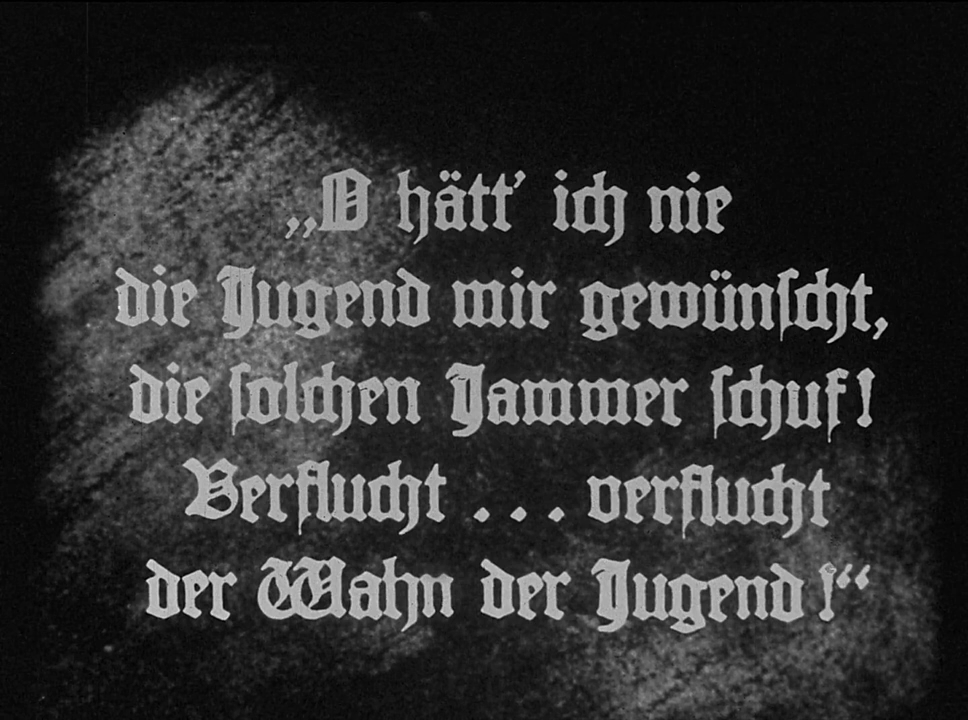 „O hätt’ ich nie
die Jugend mir gewünſcht,
die ſolchen Jammer ſchuf!
Verflucht . . . verflucht
der Wahn der Jugend!“